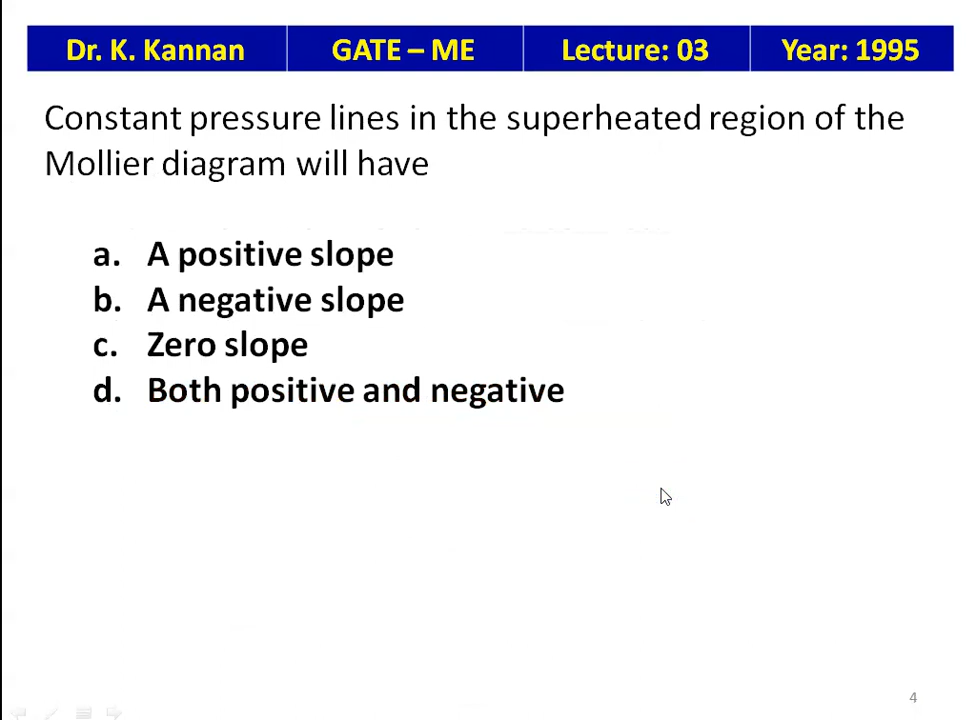 Dr. K. Kannan GATE – ME Lecture: 03 Year: 1995
Constant pressure lines in the superheated region of the
Mollier diagram will have
a. A positive slope
b. A negative slope
c. Zero slope
d. Both positive and negative
4